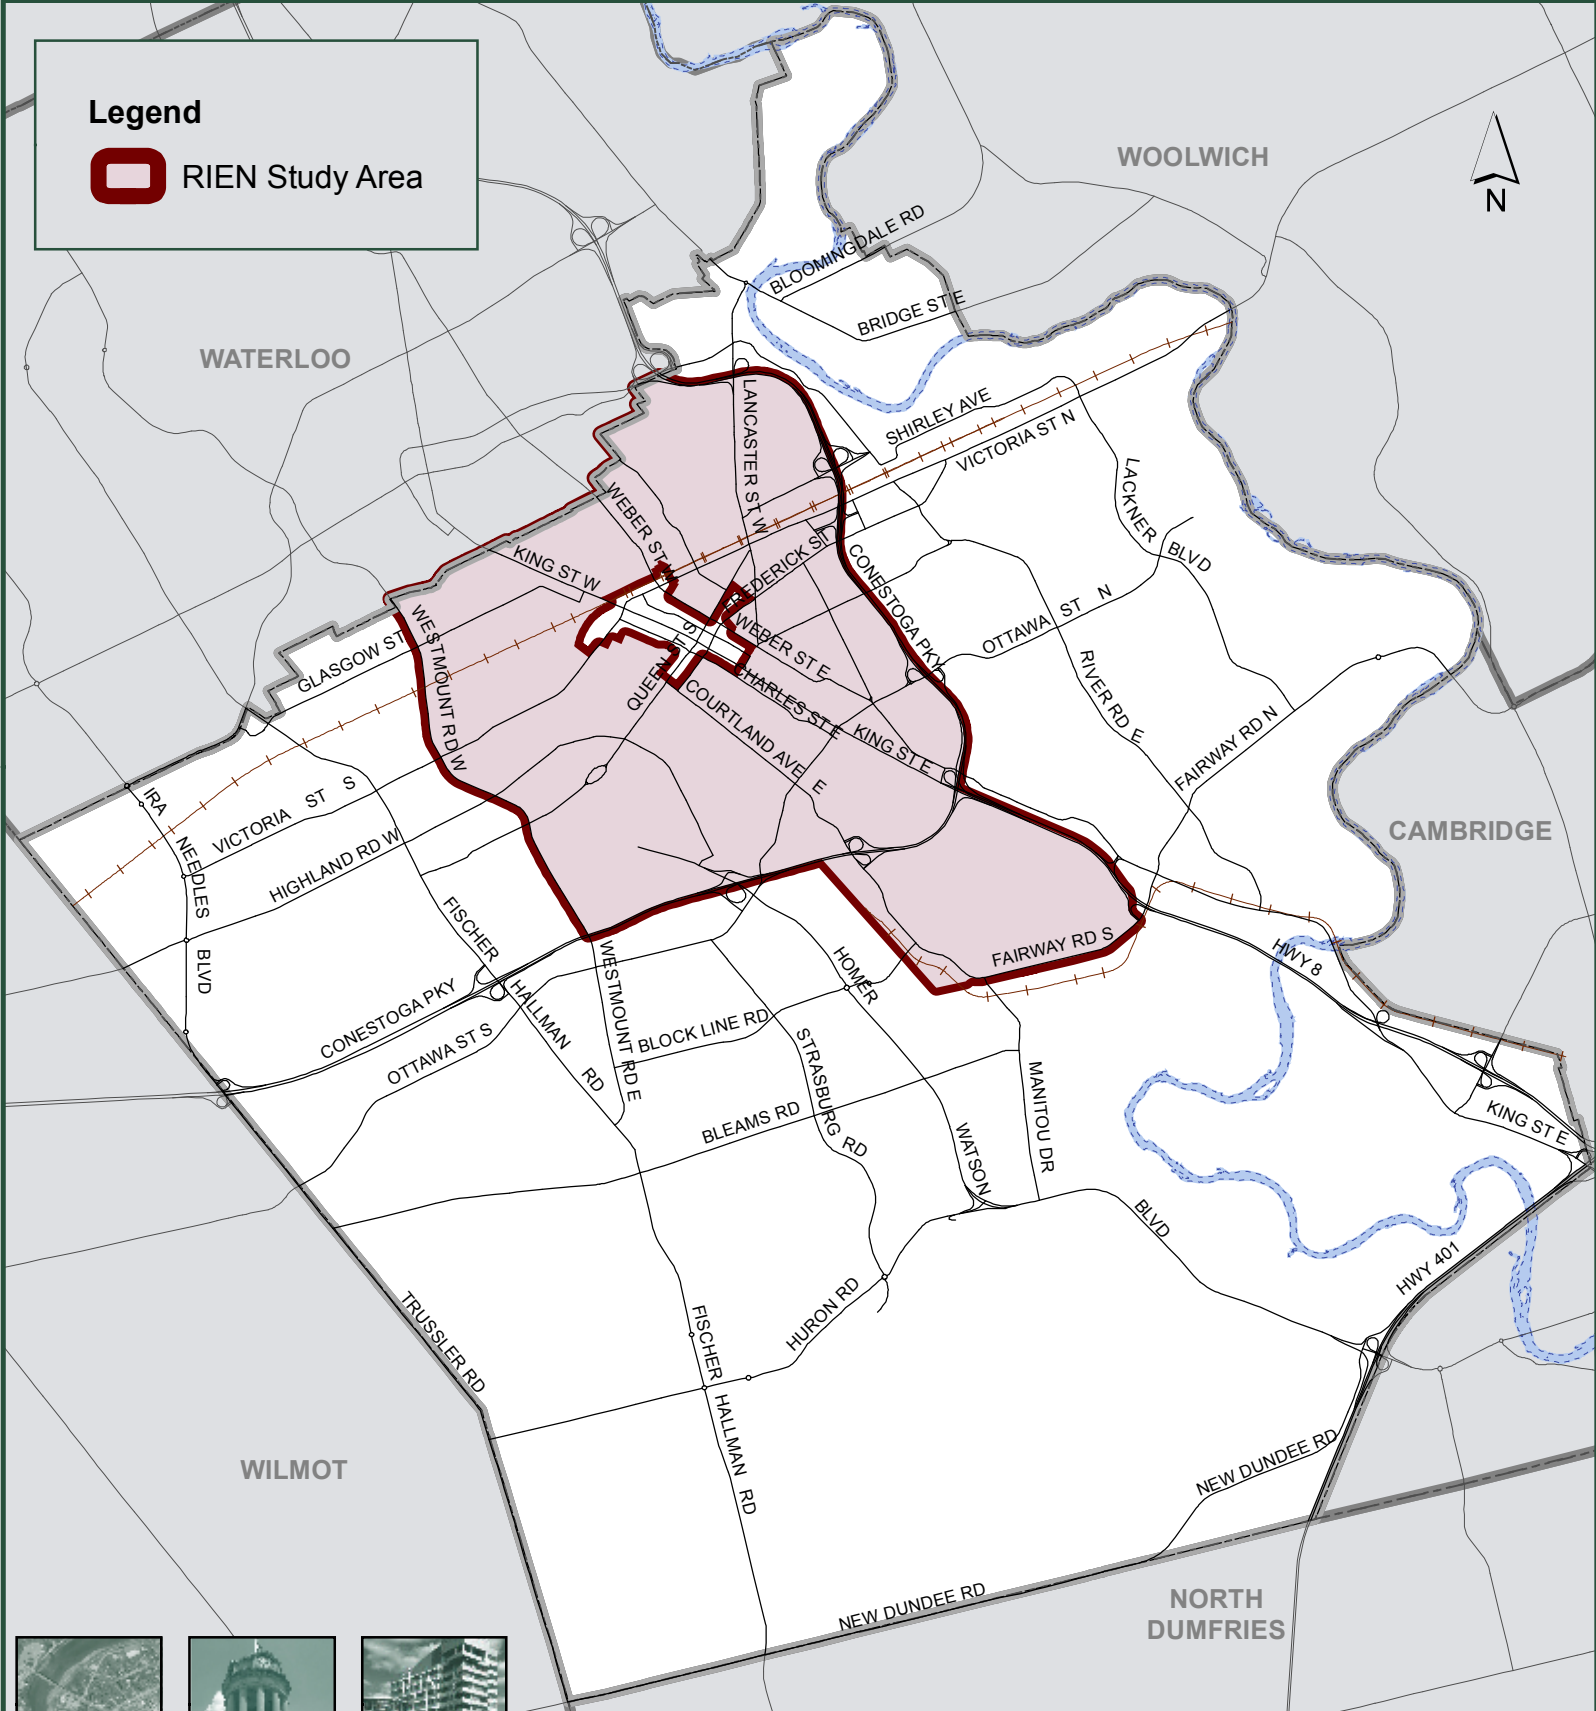 Legend
RIEN Study Area
WOOLWICH
N
BLOOMINGDALE RD
BRIDGE ST E
WATERLOO
SHIRLEY AVE
VICTORIA ST N
LANCASTER ST W
LACKNER BLVD
WEBER ST W
KING ST W
FREDERICK ST
CONESTOGA PKY
OTTAWA ST N
WESTMOUNT RD W
GLASGOW ST
QUEEN ST S
WEBER ST E
CHARLES ST E
COURTLAND AVE E
KING ST E
RIVER RD E
FAIRWAY RD N
IRA NEEDLES BLVD
VICTORIA ST S
HIGHLAND RD W
CAMBRIDGE
FISCHER HALLMAN RD
FAIRWAY RD S
HWY 8
HOMER WATSON BLVD
CONESTOGA PKY
OTTAWA ST S
WESTMOUNT RD E
BLOCK LINE RD
STRASBURG RD
MANITOU DR
BLEAMS RD
KING ST E
HWY 401
TRUSSLER RD
HURON RD
FISCHER HALLMAN RD
WILMOT
NEW DUNDEE RD
NEW DUNDEE RD
NORTH
DUMFRIES